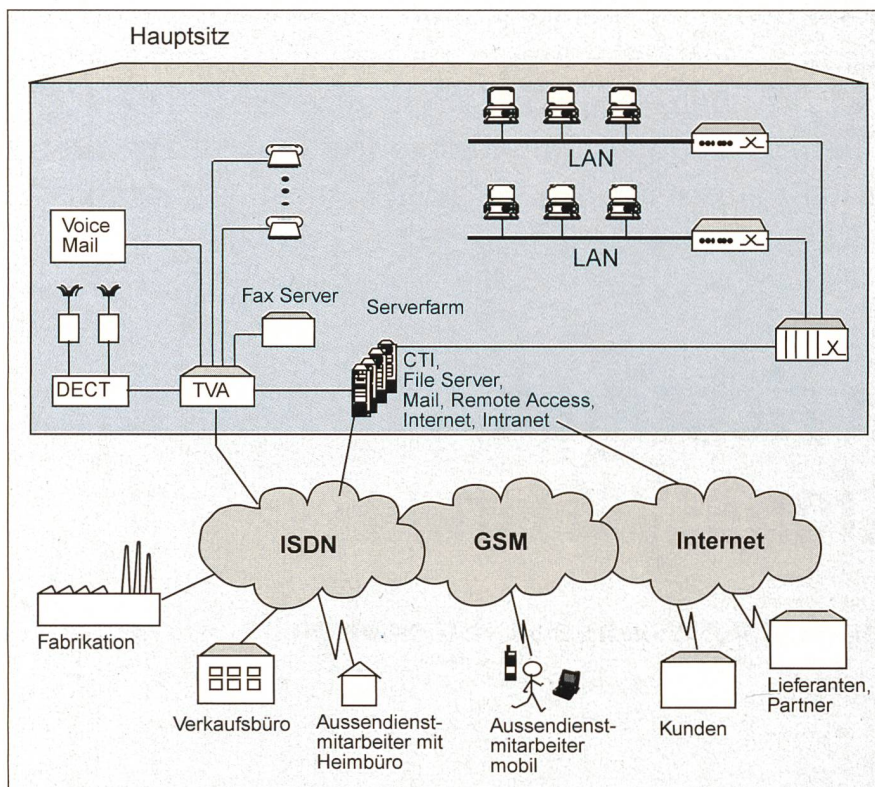 Hauptsitz
LAN
LAN
Voice
Mail
Fax Server
Serverfarm
DECT
TVA
CTI,
File Server,
Mail, Remote Access,
Internet, Intranet
ISDN
GSM
Internet
Fabrikation
Verkaufsbüro
Aussendienst-
mitarbeiter mit
Heimbüro
Aussendienst-
mitarbeiter
mobil
Kunden
Lieferanten,
Partner